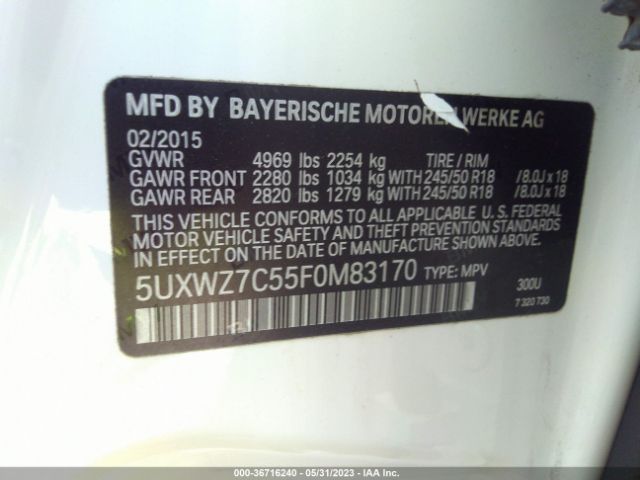 MFD BY BAYERISCHE MOTOREN WERKE AG
02/2015
GVWR 4969 lbs 2254 kg TIRE / RIM
GAWR FRONT 2280 lbs 1034 kg WITH 245/50 R18 /8.0J x 18
GAWR REAR 2820 lbs 1279 kg WITH 245/50 R18 /8.0J x 18
THIS VEHICLE CONFORMS TO ALL APPLICABLE U.S. FEDERAL
MOTOR VEHICLE SAFETY AND THEFT PREVENTION STANDARDS
IN EFFECT ON THE DATE OF MANUFACTURE SHOWN ABOVE.
5UXWZ7C55F0M83170 TYPE: MPV
300U
7 320 730
000-36716240 - 05/31/2023 - IAA Inc.